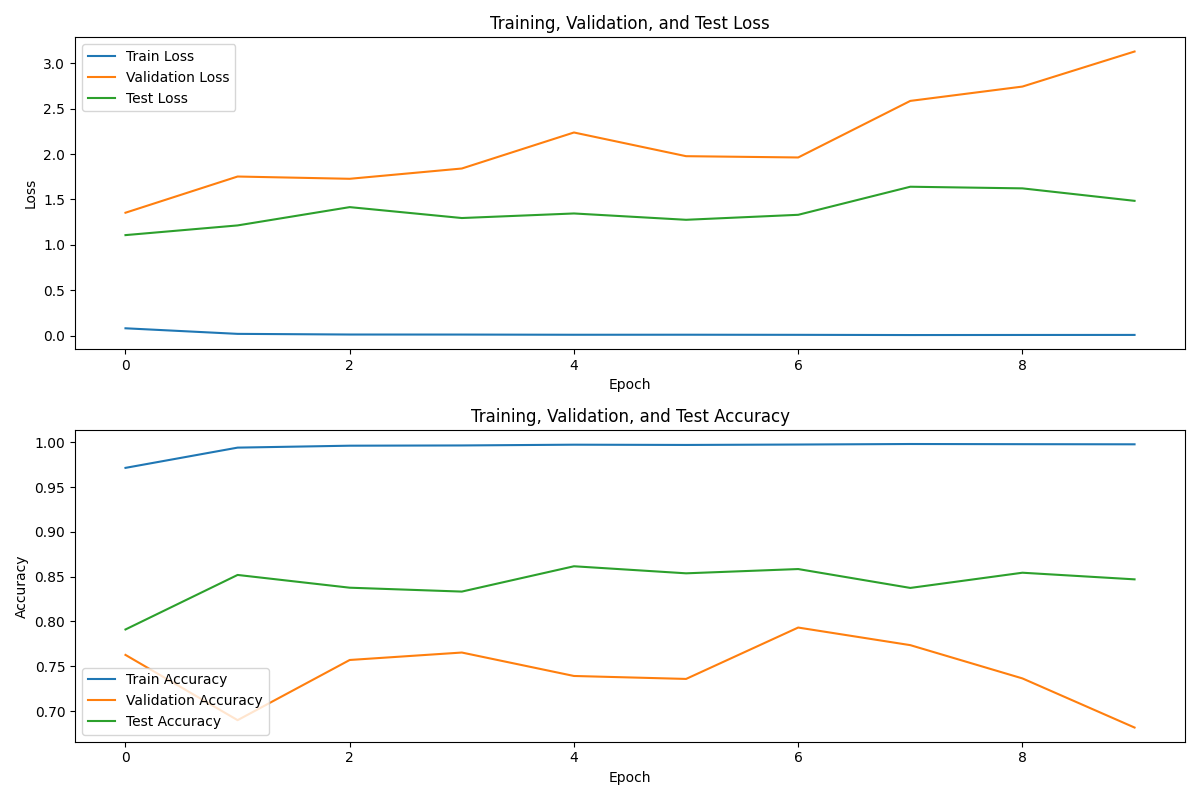 Training, Validation, and Test Loss
Train Loss
Validation Loss
Test Loss
3.0
2.5
2.0
1.5
1.0
0.5
0.0
Loss
0 2 4 6 8
Epoch
Training, Validation, and Test Accuracy
1.00
0.95
0.90
0.85
0.80
0.75
0.70
Accuracy
Train Accuracy
Validation Accuracy
Test Accuracy
0 2 4 6 8
Epoch